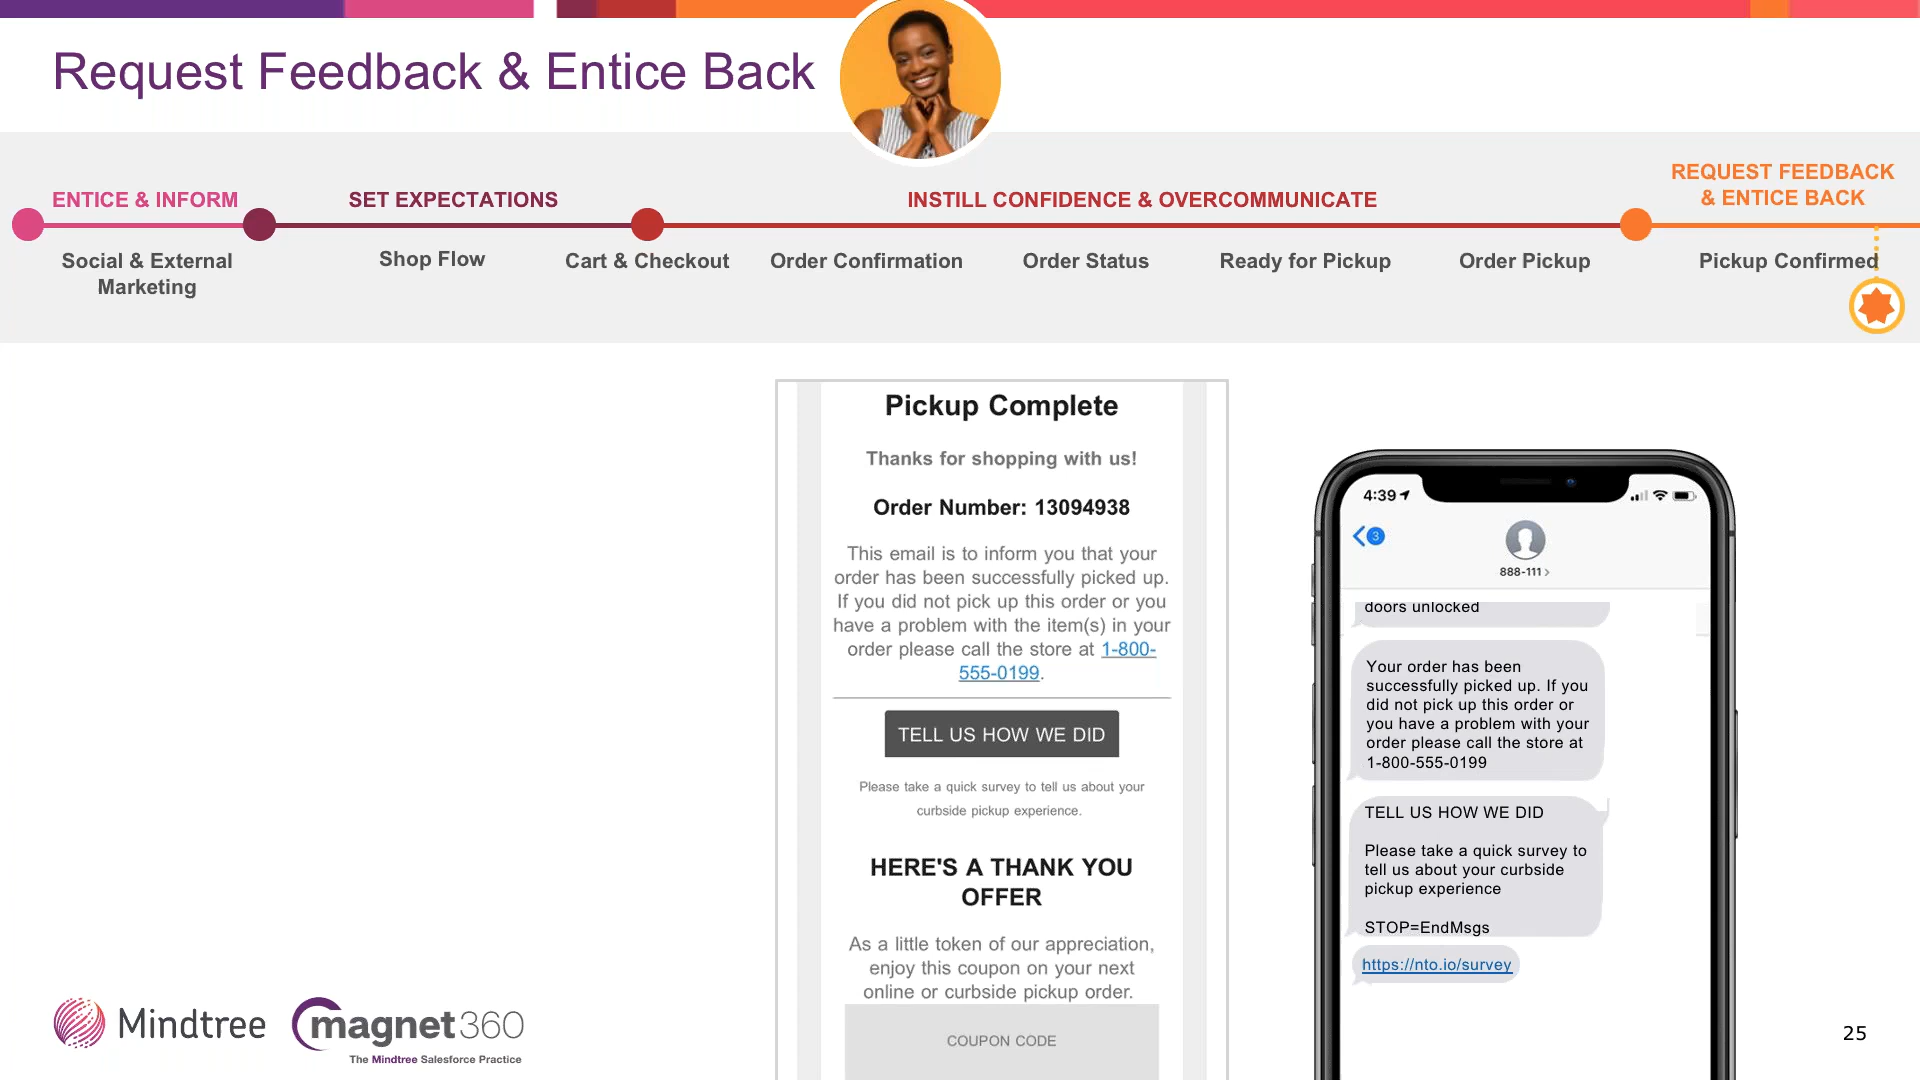 Request Feedback & Entice Back
ENTICE & INFORM
SET EXPECTATIONS
INSTILL CONFIDENCE & OVERCOMMUNICATE
REQUEST FEEDBACK
& ENTICE BACK
Social & External
Marketing
Shop Flow
Cart & Checkout
Order Confirmation
Order Status
Ready for Pickup
Order Pickup
Pickup Confirmed
Pickup Complete
Thanks for shopping with us!
Order Number: 13094938
This email is to inform you that your
order has been successfully picked up.
If you did not pick up this order or you
have a problem with the item(s) in your
order please call the store at 1-800-
555-0199.
TELL US HOW WE DID
Please take a quick survey to tell us about your
curbside pickup experience.
HERE'S A THANK YOU
OFFER
As a little token of our appreciation,
enjoy this coupon on your next
online or curbside pickup order.
COUPON CODE
4:39
3
888-111 >
doors unlocked
Your order has been
successfully picked up. If you
did not pick up this order or
you have a problem with your
order please call the store at
1-800-555-0199
TELL US HOW WE DID
Please take a quick survey to
tell us about your curbside
pickup experience
STOP=EndMsgs
https://nto.io/survey
Mindtree
magnet360
The Mindtree Salesforce Practice
25